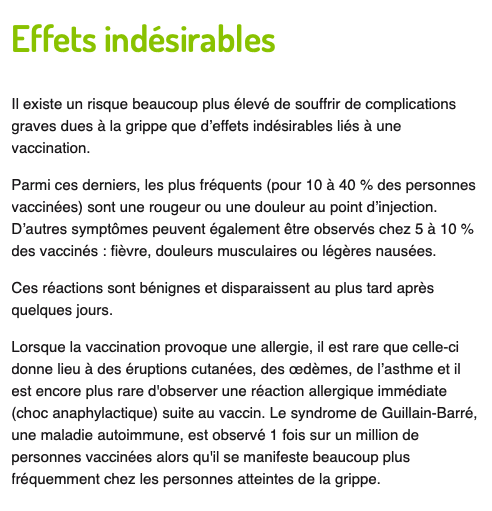 Effets indésirables
Il existe un risque beaucoup plus élevé de souffrir de complications
graves dues à la grippe que d’effets indésirables liés à une
vaccination.
Parmi ces derniers, les plus fréquents (pour 10 à 40 % des personnes
vaccinées) sont une rougeur ou une douleur au point d’injection.
D’autres symptômes peuvent également être observés chez 5 à 10 %
des vaccinés : fièvre, douleurs musculaires ou légères nausées.
Ces réactions sont bénignes et disparaissent au plus tard après
quelques jours.
Lorsque la vaccination provoque une allergie, il est rare que celle-ci
donne lieu à des éruptions cutanées, des œdèmes, de l’asthme et il
est encore plus rare d'observer une réaction allergique immédiate
(choc anaphylactique) suite au vaccin. Le syndrome de Guillain-Barré,
une maladie autoimmune, est observé 1 fois sur un million de
personnes vaccinées alors qu'il se manifeste beaucoup plus
fréquemment chez les personnes atteintes de la grippe.